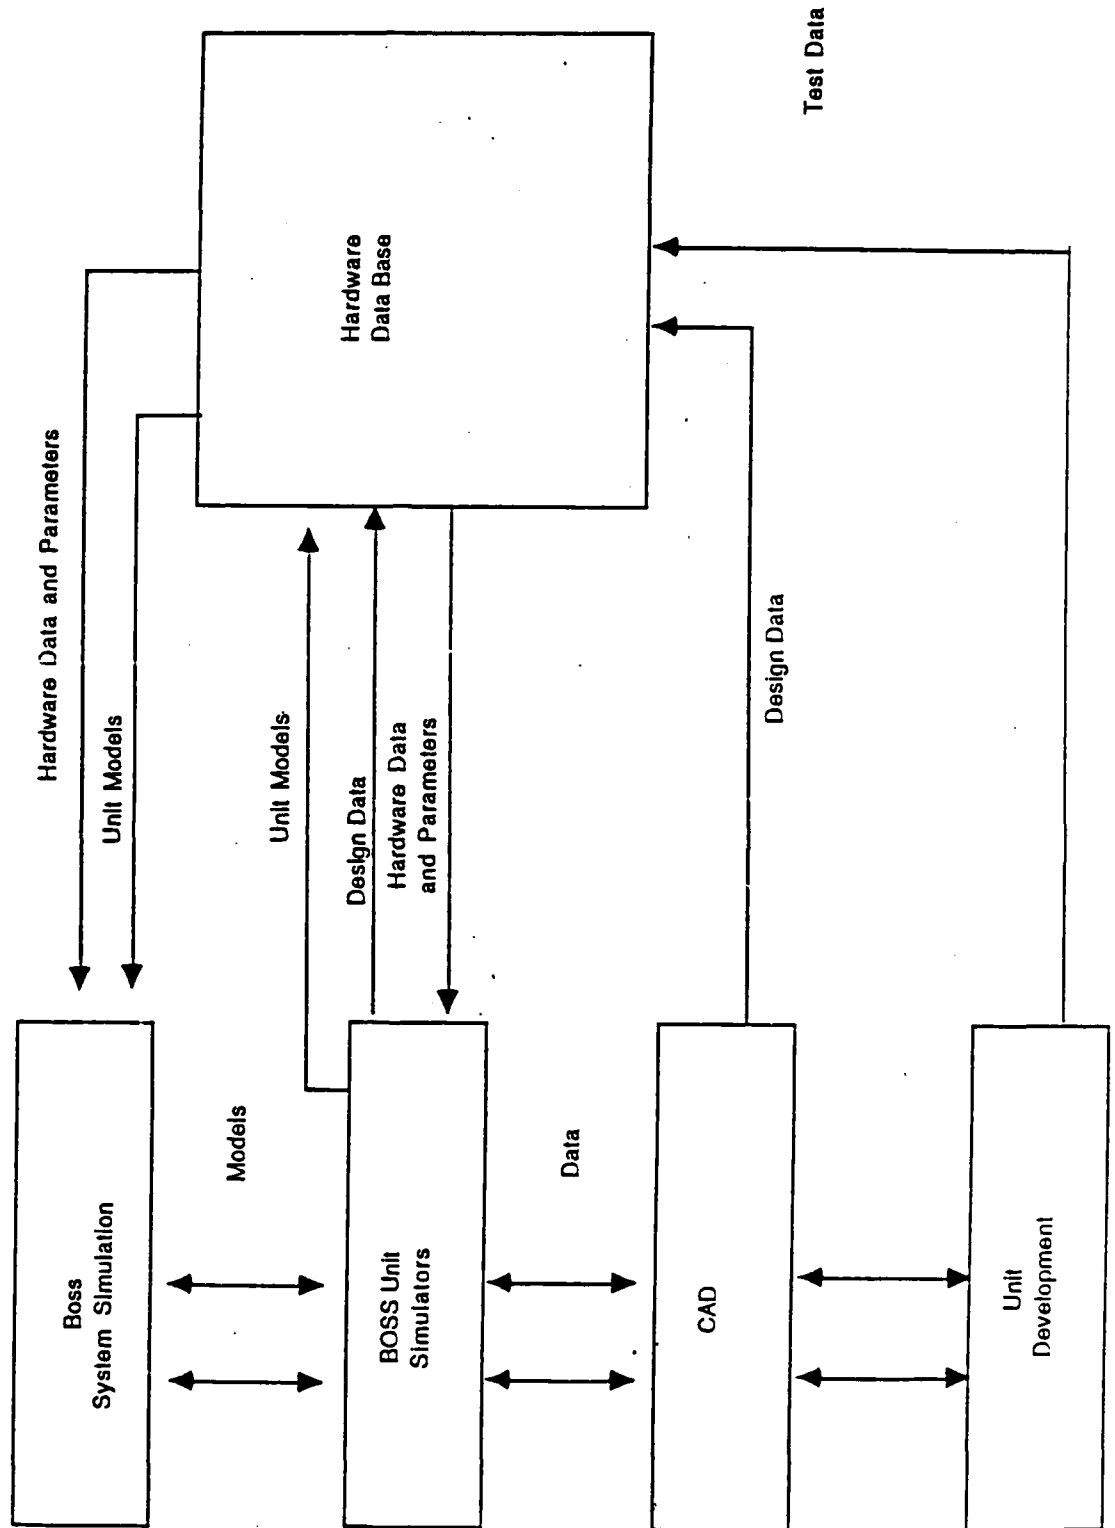 Boss
System Simulation
Models
BOSS Unit
Simulators
Data
CAD
Unit
Development
Hardware Data and Parameters
Unit Models
Unit Models
Design Data
Hardware Data
and Parameters
Design Data
Hardware
Data Base
Test Data